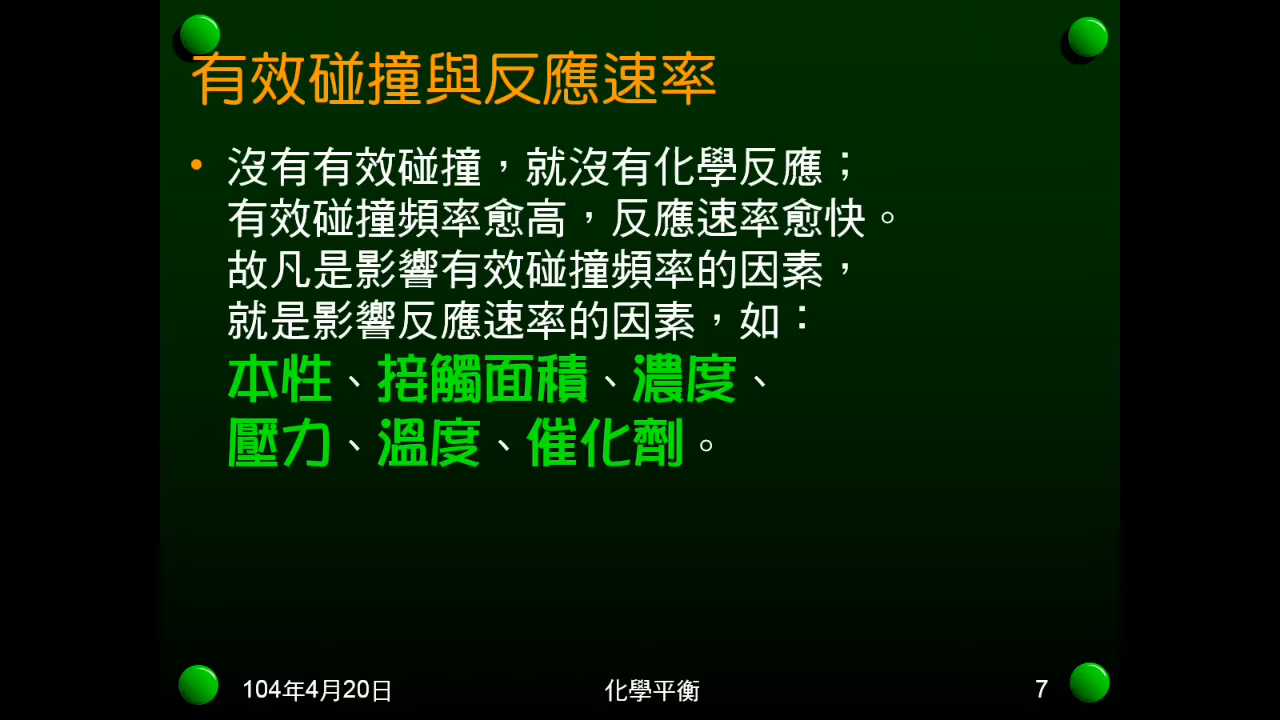 有效碰撞與反應速率
• 沒有有效碰撞，就沒有化學反應；
有效碰撞頻率愈高，反應速率愈快。
故凡是影響有效碰撞頻率的因素，
就是影響反應速率的因素，如：
本性、接觸面積、濃度、
壓力、溫度、催化劑。
104年4月20日
化學平衡
7